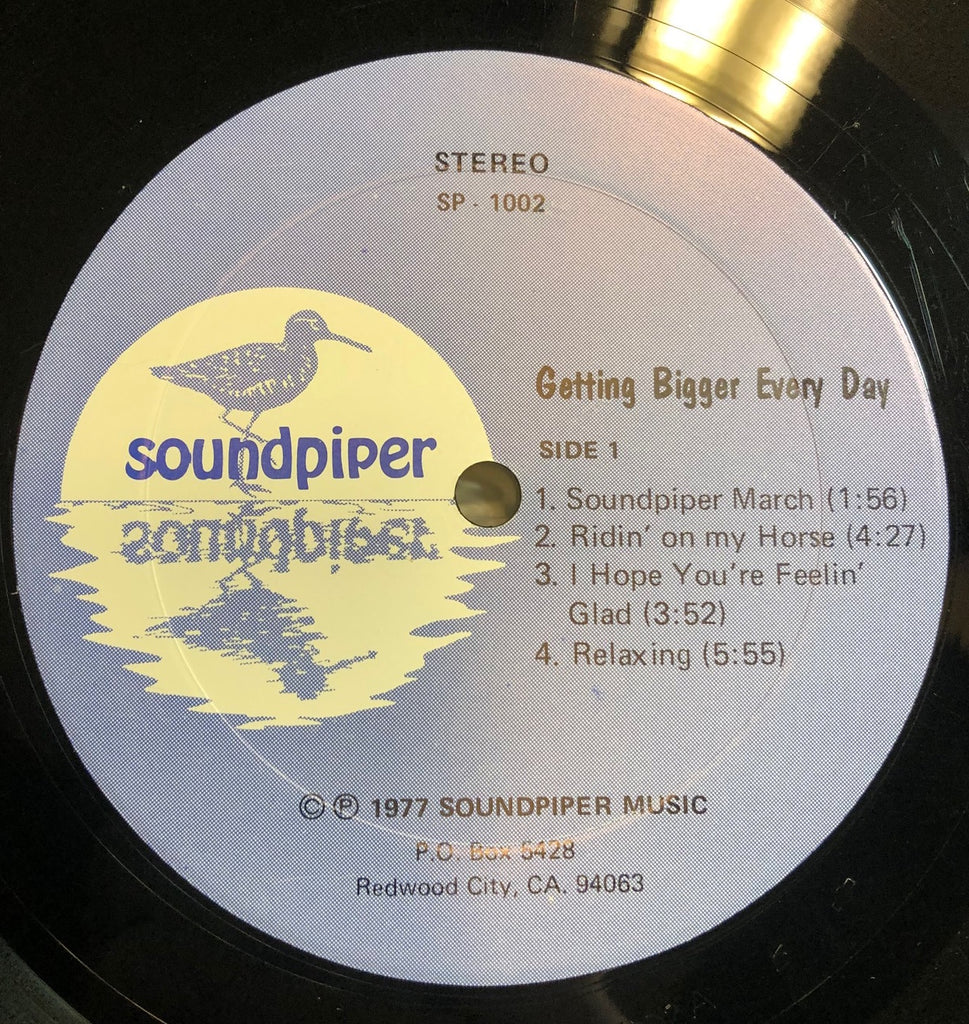 STEREO
SP - 1002
soundpiper
Getting Bigger Every Day
SIDE 1
1. Soundpiper March (1:56)
2. Ridin' on my Horse (4:27)
3. I Hope You're Feelin'
Glad (3:52)
4. Relaxing (5:55)
© ℗ 1977 SOUNDPIPER MUSIC
P.O. Box 5428
Redwood City, CA. 94063